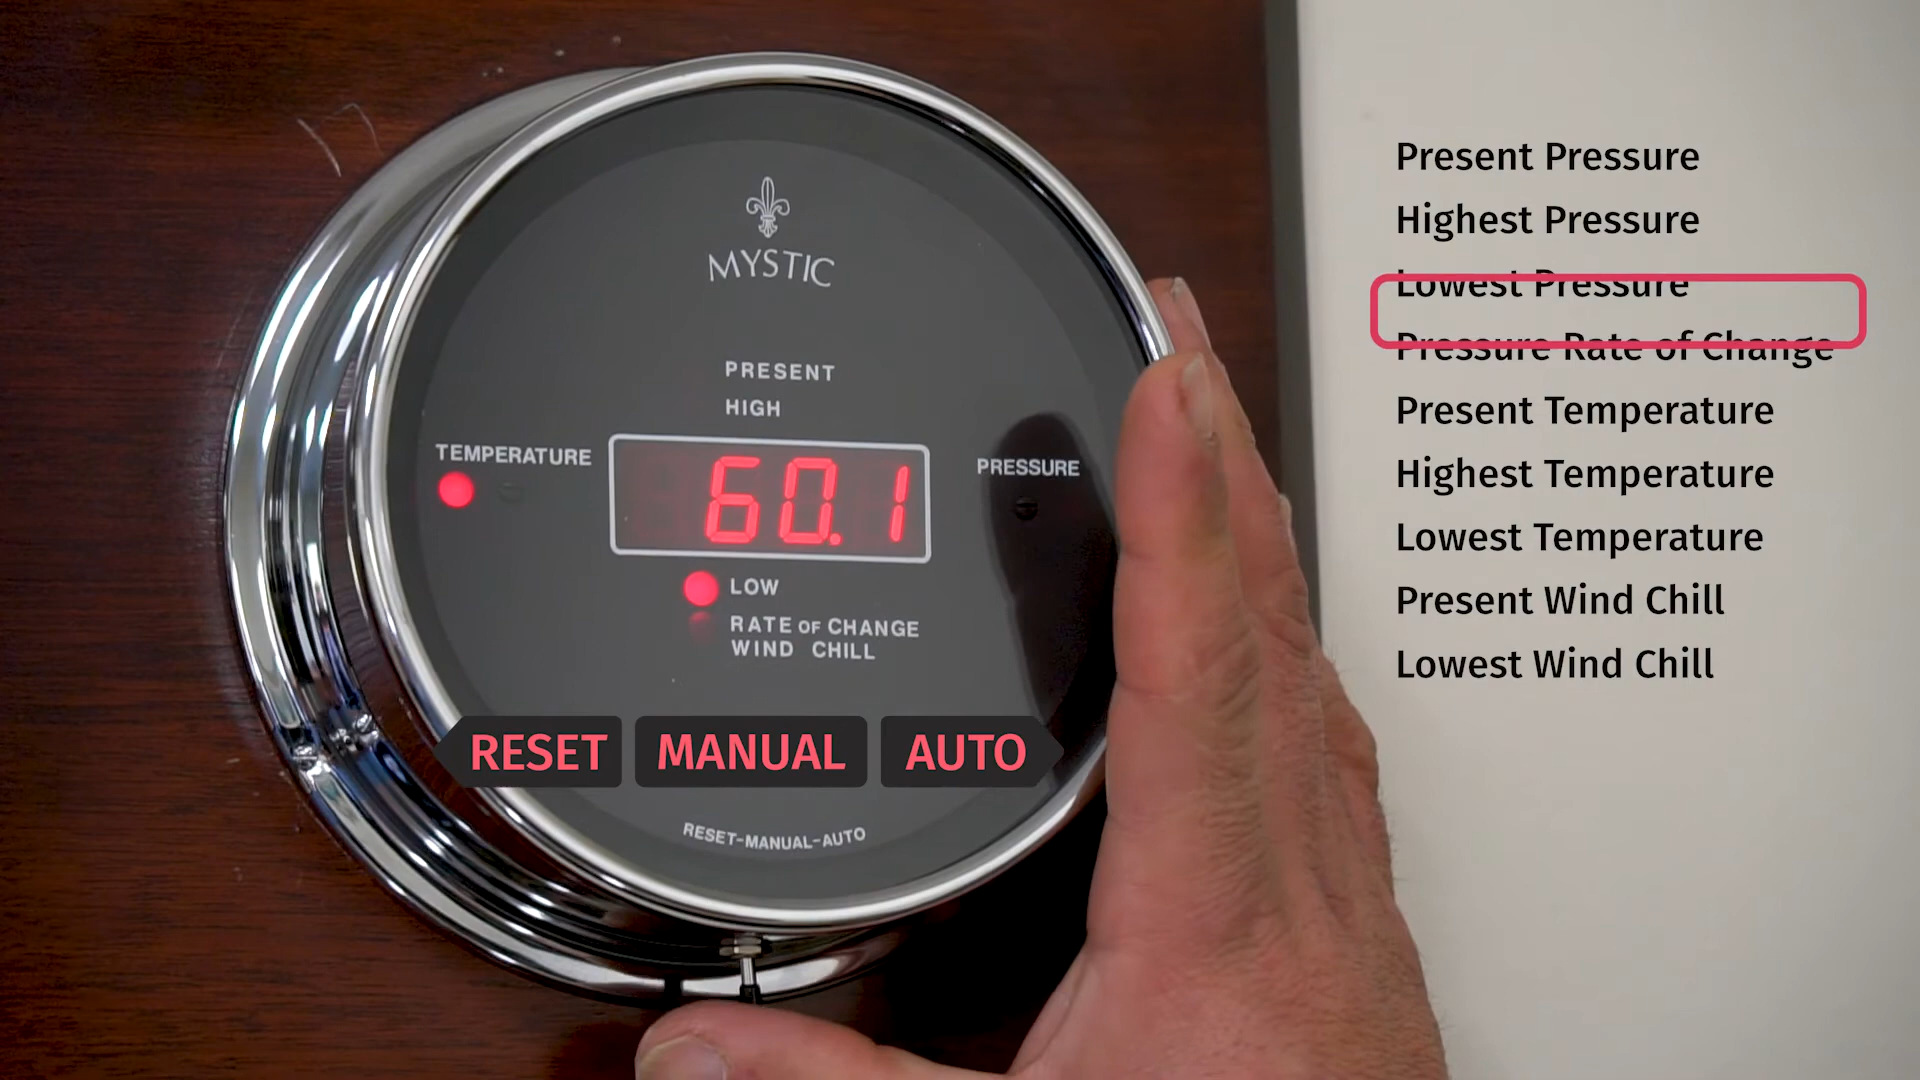 MYSTIC
PRESENT
HIGH
TEMPERATURE
60.1
PRESSURE
LOW
RATE OF CHANGE
WIND CHILL
RESET
MANUAL
AUTO
RESET-MANUAL-AUTO
Present Pressure
Highest Pressure
Lowest Pressure
Pressure Rate of Change
Present Temperature
Highest Temperature
Lowest Temperature
Present Wind Chill
Lowest Wind Chill